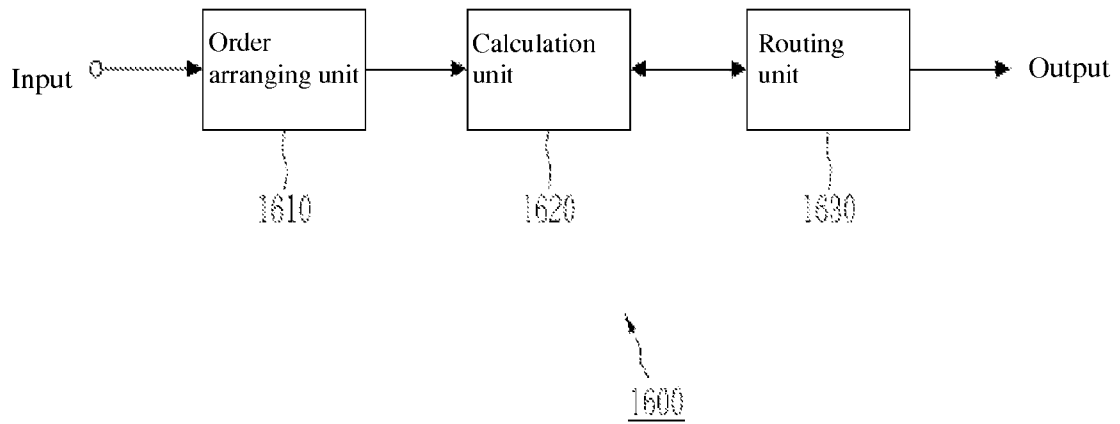 Input
Order
arranging unit
Calculation
unit
Routing
unit
Output
1610
1620
1630
1600